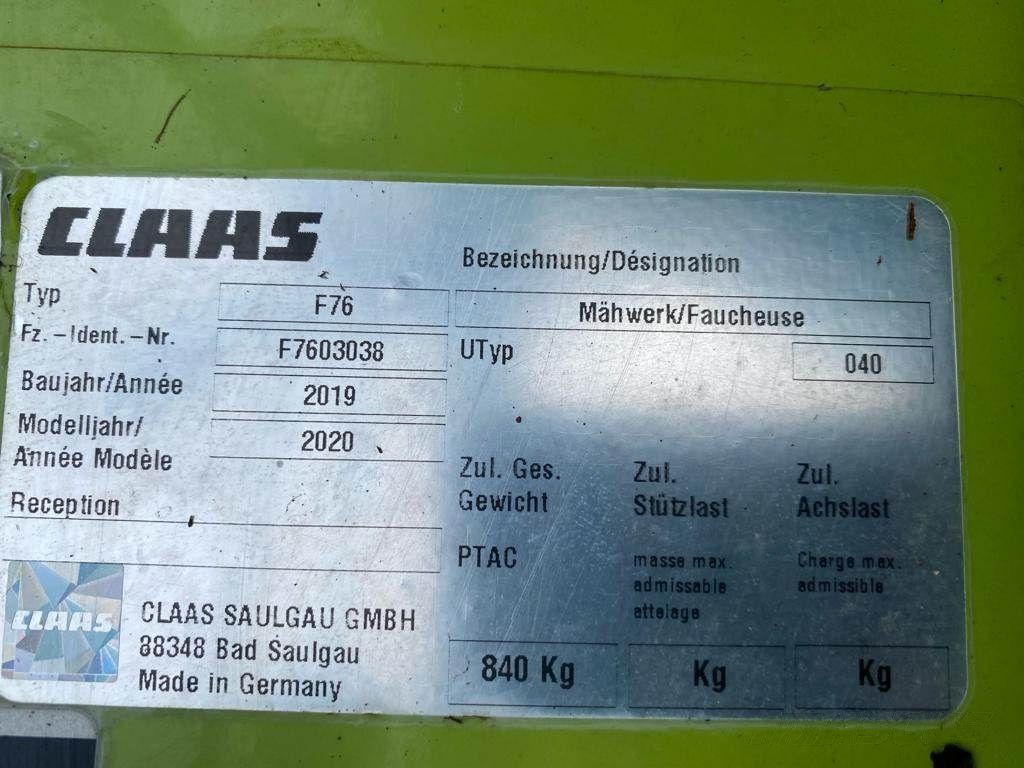 CLAAS
Bezeichnung/Désignation
Typ F76 Mähwerk/Faucheuse
Fz. -Ident. -Nr. F7603038 UTyp 040
Baujahr/Année 2019
Modelljahr/
Année Modèle 2020
Reception
Zul. Ges. Zul. Zul.
Gewicht Stützlast Achslast
PTAC masse max. Charge max.
admissable admissible
attelage
CLAAS
CLAAS SAULGAU GMBH
88348 Bad Saulgau
Made in Germany
840 Kg Kg Kg